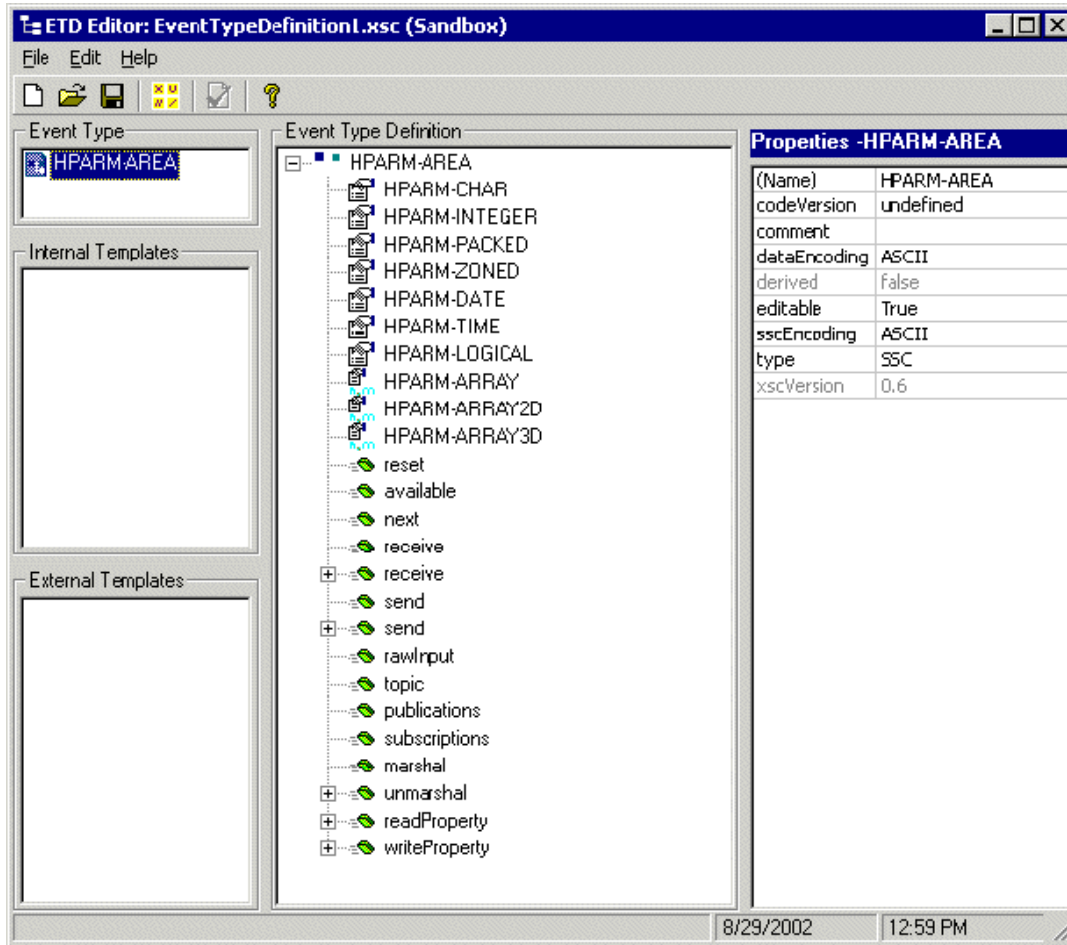 ETD Editor: EventTypeDefinition1.xsc (Sandbox)
File Edit Help
Event Type
HPARM-AREA
Internal Templates
External Templates
Event Type Definition
HPARM-AREA
HPARM-CHAR
HPARM-INTEGER
HPARM-PACKED
HPARM-ZONED
HPARM-DATE
HPARM-TIME
HPARM-LOGICAL
HPARM-ARRAY
HPARM-ARRAY2D
HPARM-ARRAY3D
reset
available
next
receive
receive
send
send
rawInput
topic
publications
subscriptions
marshal
unmarshal
readProperty
writeProperty
Properties -HPARM-AREA
(Name) HPARM-AREA
codeVersion undefined
comment
dataEncoding ASCII
derived false
editable True
sscEncoding ASCII
type SSC
xscVersion 0.6
8/29/2002 12:59 PM